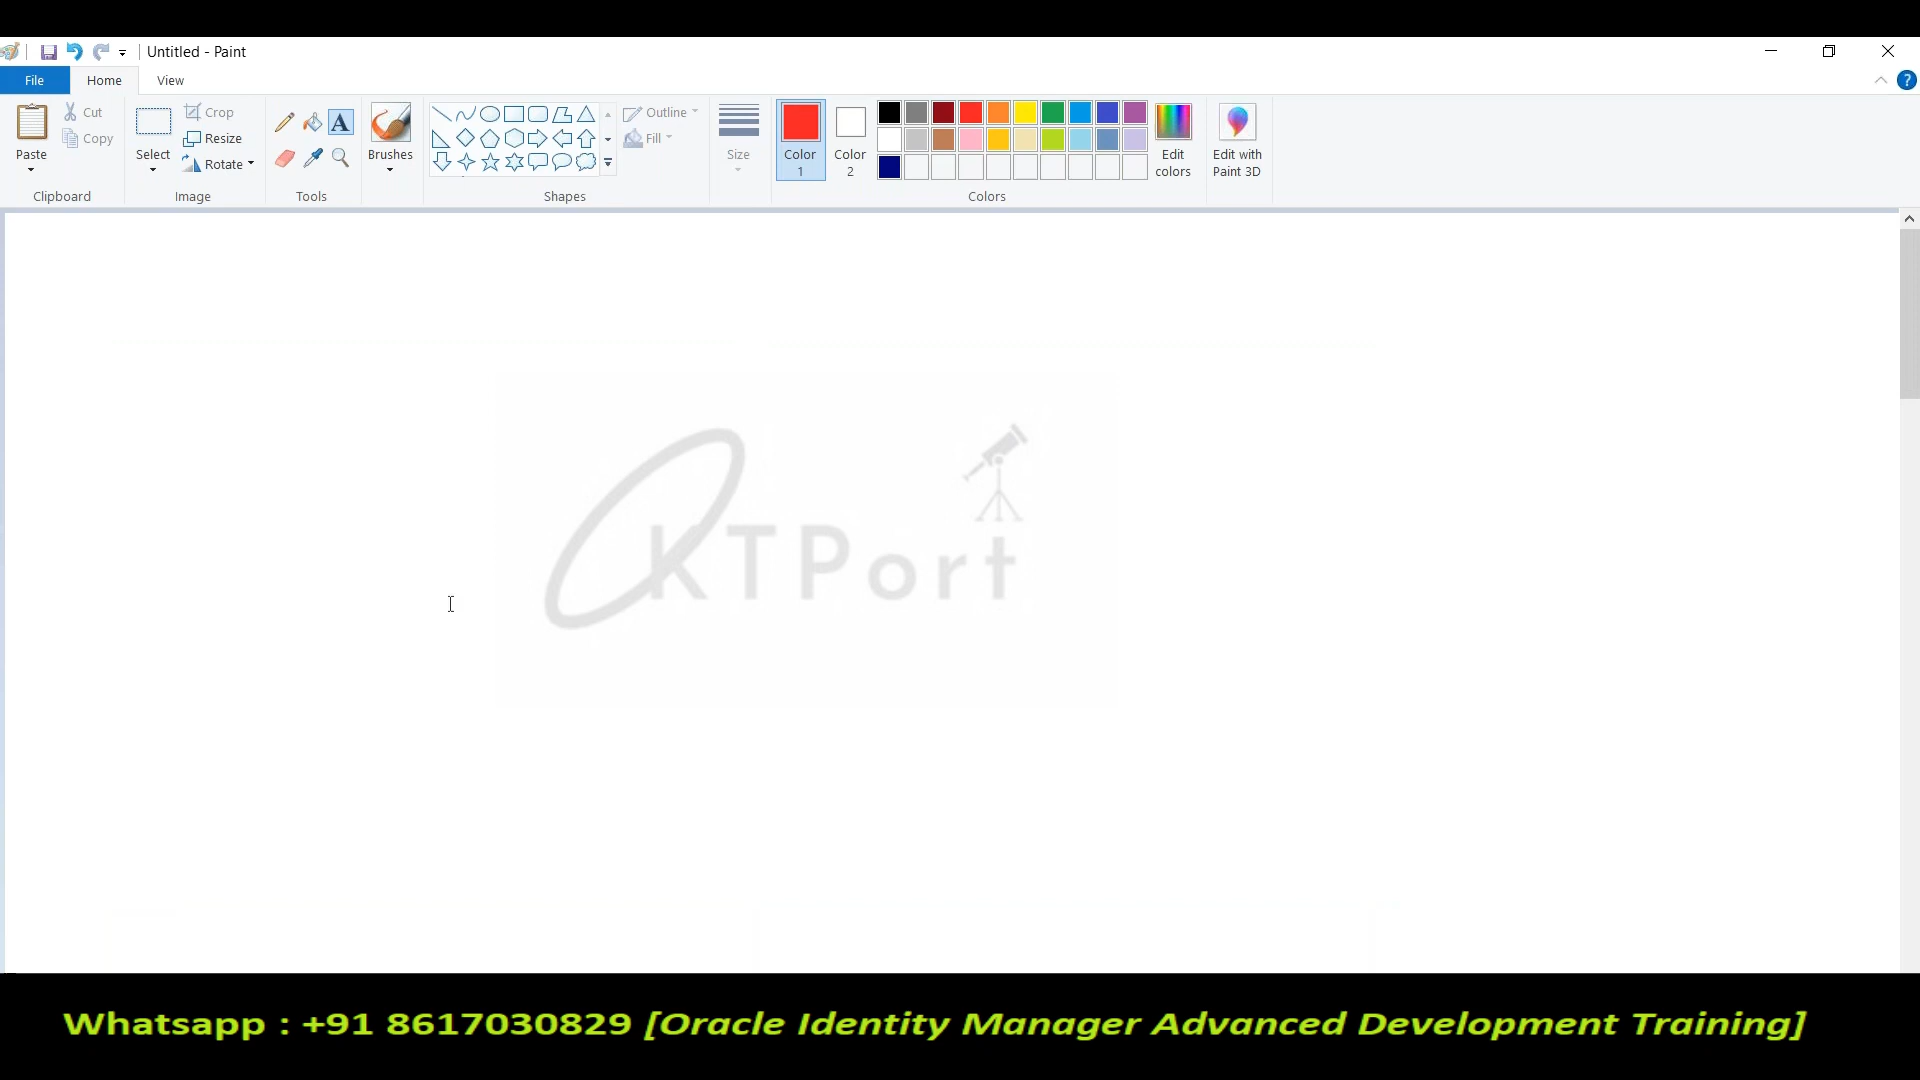 Untitled - Paint
File
Home
View
Paste
Cut
Copy
Clipboard
Select
Crop
Resize
Rotate
Image
A
Tools
Brushes
Shapes
Outline
Fill
Size
Color
1
Color
2
Colors
Edit
colors
Edit with
Paint 3D
?
KTPort
Whatsapp : +91 8617030829 [Oracle Identity Manager Advanced Development Training]